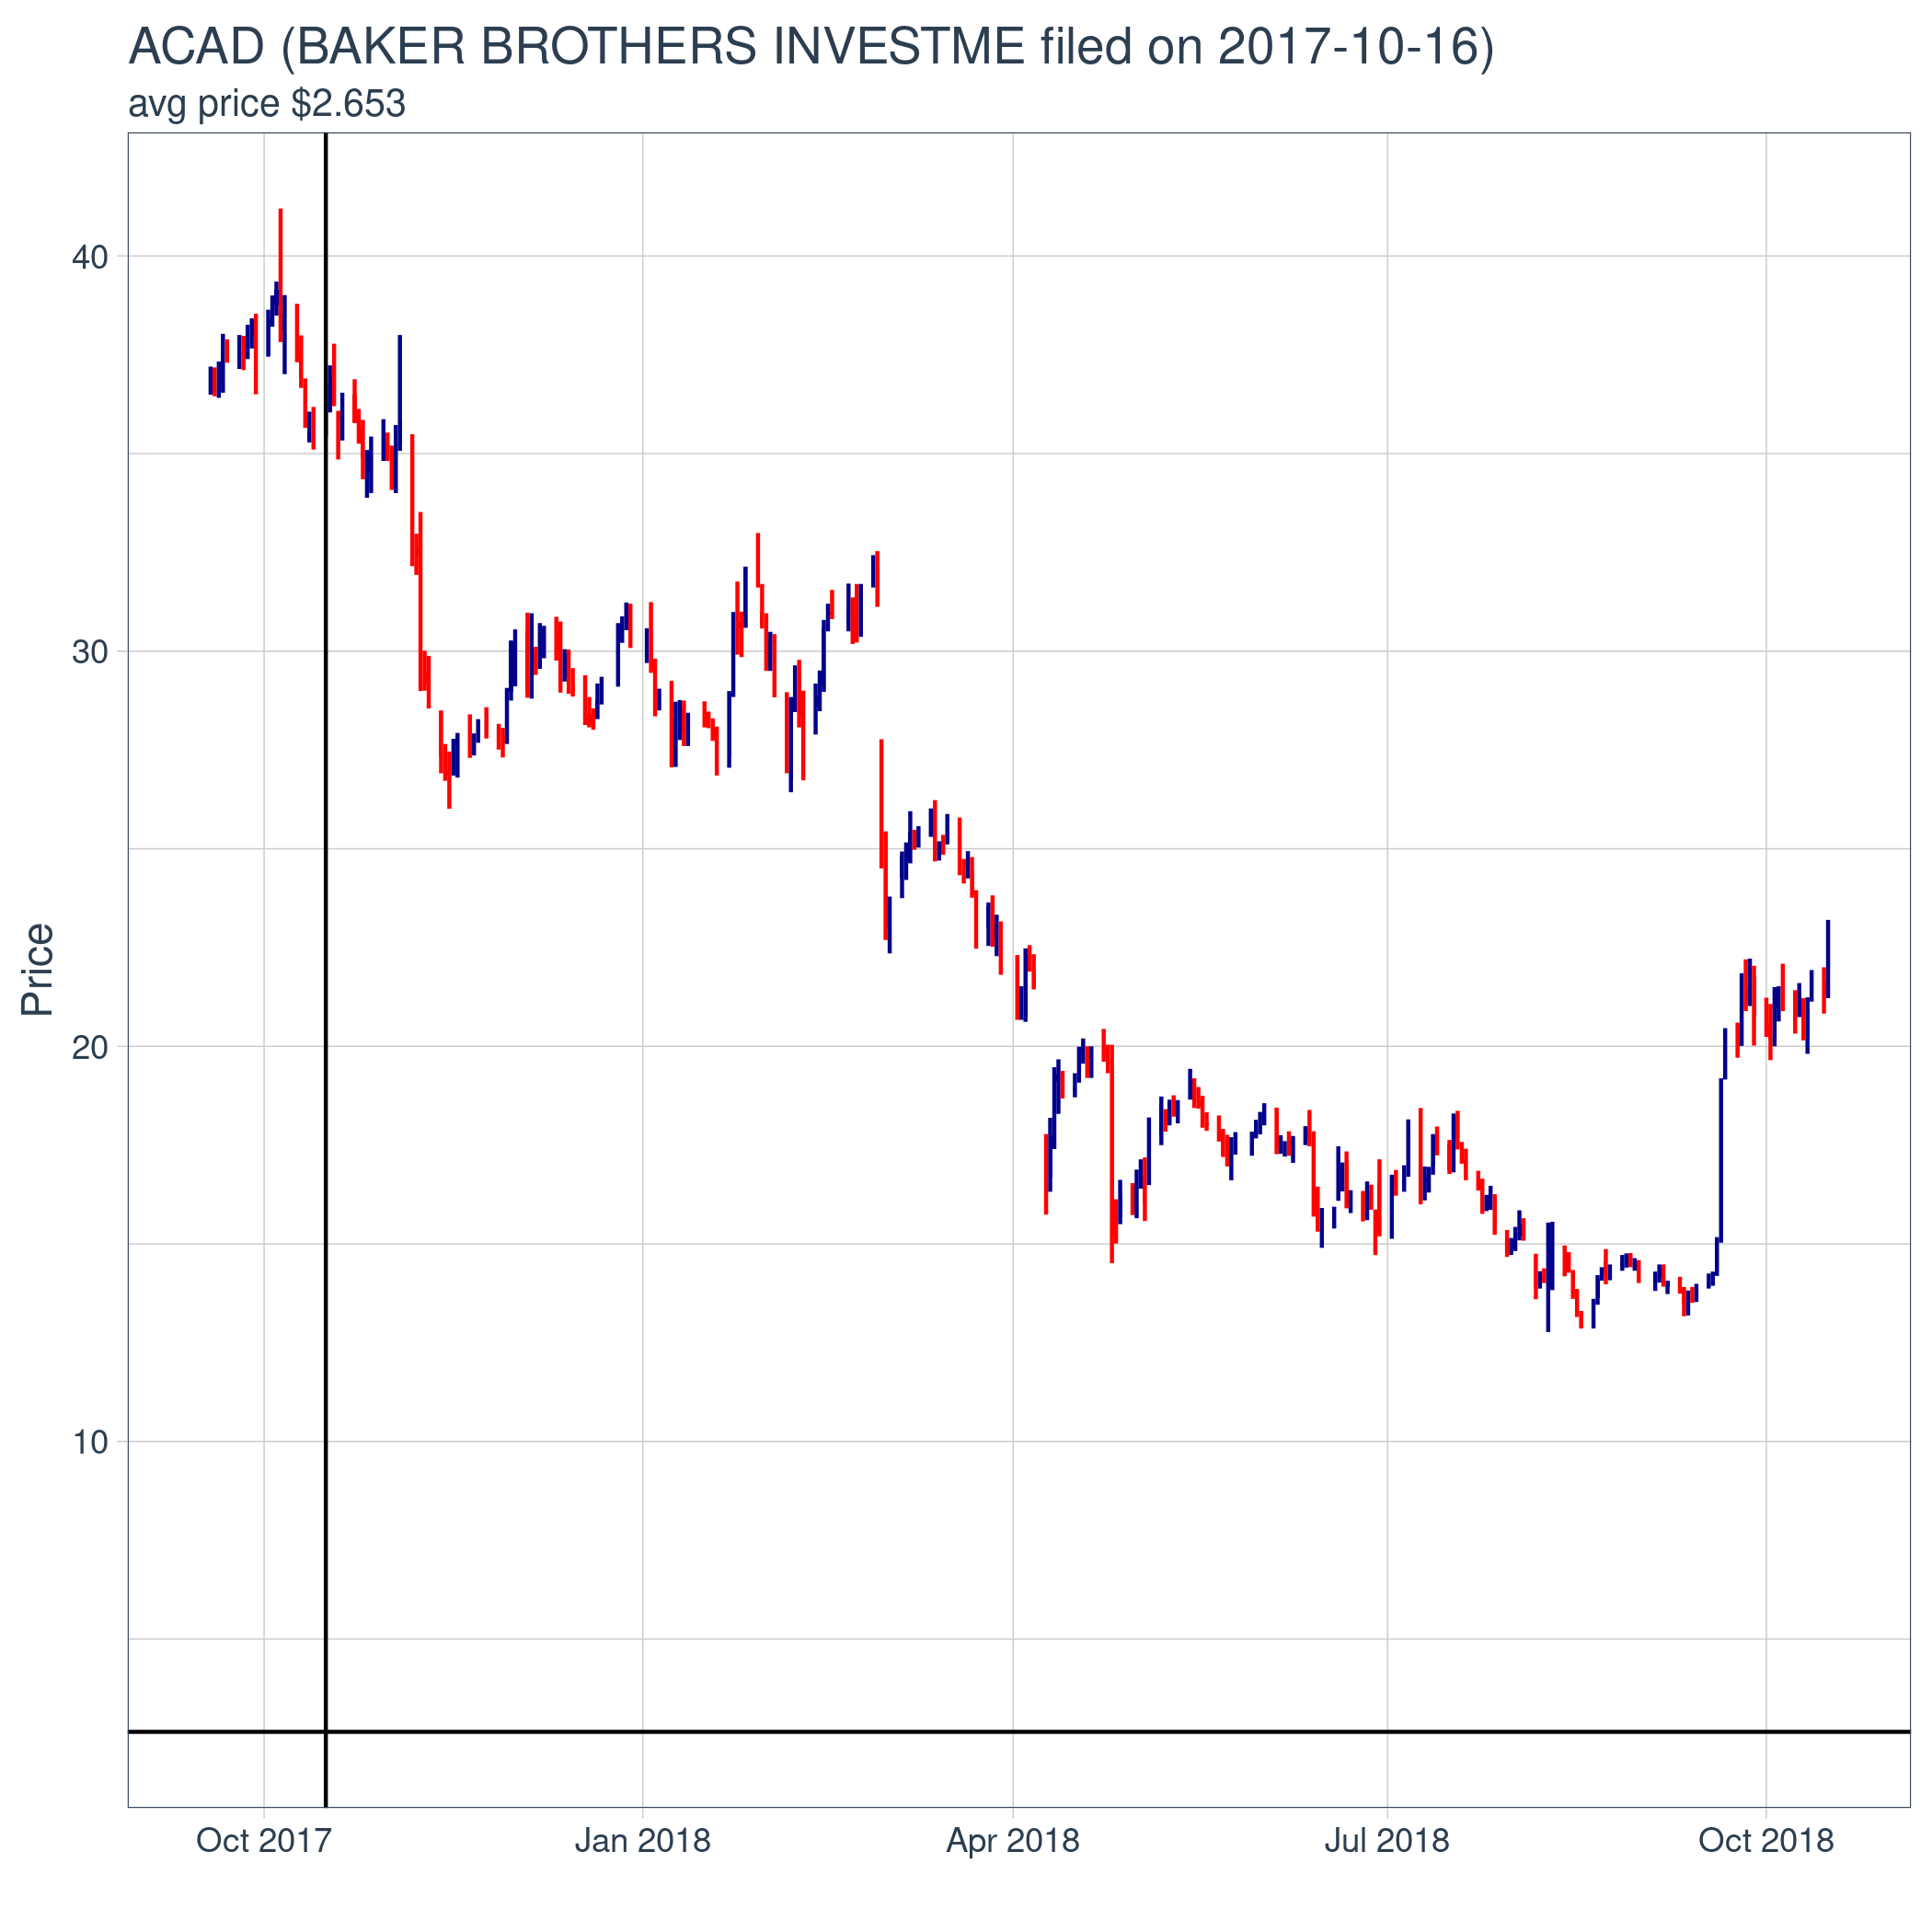 ACAD (BAKER BROTHERS INVESTME filed on 2017-10-16)
avg price $2.653
Price
40
30
20
10
Oct 2017
Jan 2018
Apr 2018
Jul 2018
Oct 2018